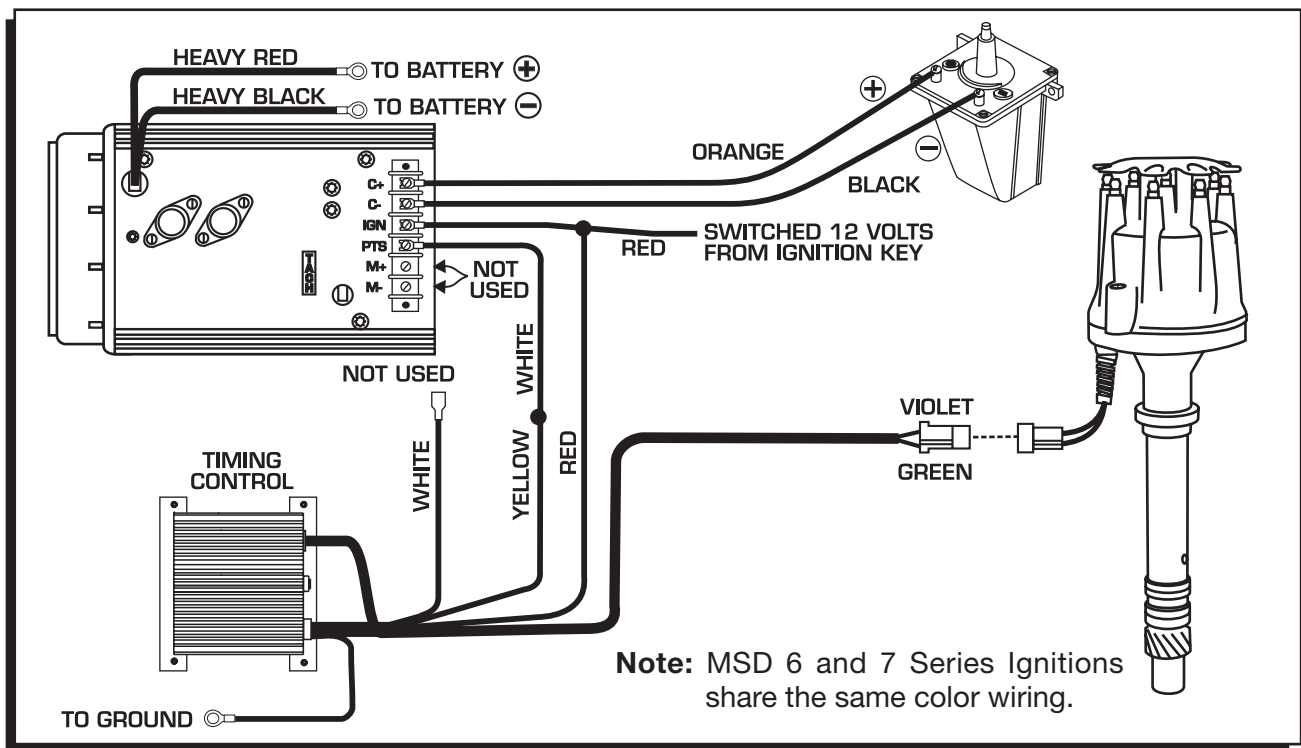 HEAVY RED
TO BATTERY +
HEAVY BLACK
TO BATTERY -
+
ORANGE
-
BLACK
C+
C-
IGN
PTS
M+
M-
TACH
RED
SWITCHED 12 VOLTS
FROM IGNITION KEY
NOT
USED
WHITE
NOT USED
VIOLET
GREEN
TIMING
CONTROL
WHITE
YELLOW
RED
TO GROUND
Note: MSD 6 and 7 Series Ignitions
share the same color wiring.